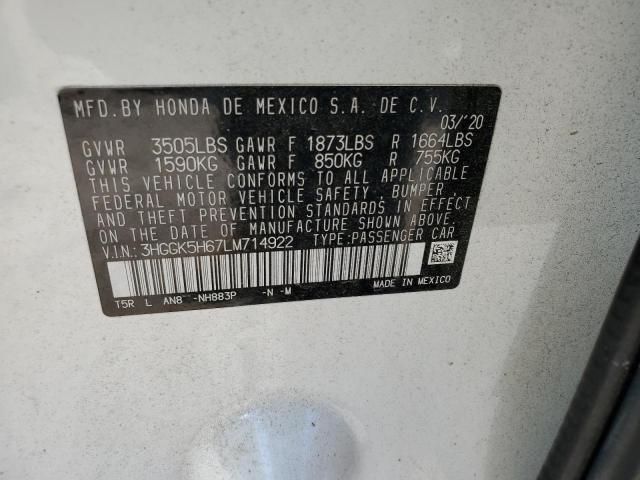 MFD. BY HONDA DE MEXICO S.A. DE C.V.
03/'20
GVWR 3505LBS GAWR F 1873LBS R 1664LBS
GVWR 1590KG GAWR F 850KG R 755KG
THIS VEHICLE CONFORMS TO ALL APPLICABLE
FEDERAL MOTOR VEHICLE SAFETY, BUMPER,
THEFT PREVENTION STANDARDS IN EFFECT
ON THE DATE OF MANUFACTURE SHOWN ABOVE.
V.I.N.: 3HGGK5H67LM714922 TYPE:PASSENGER CAR
T5R L AN8 -NH883P -N -M
MADE IN MEXICO